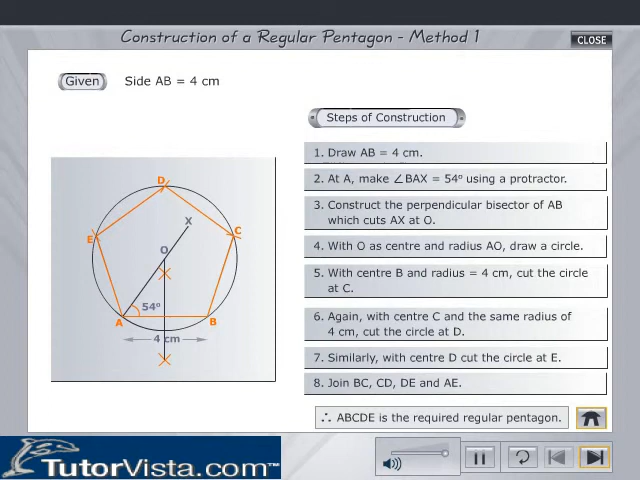 Construction of a Regular Pentagon - Method 1
CLOSE
Given
Side AB = 4 cm
Steps of Construction
1. Draw AB = 4 cm.
2. At A, make ∠BAX = 54º using a protractor.
3. Construct the perpendicular bisector of AB
which cuts AX at O.
4. With O as centre and radius AO, draw a circle.
5. With centre B and radius = 4 cm, cut the circle
at C.
6. Again, with centre C and the same radius of
4 cm, cut the circle at D.
7. Similarly, with centre D cut the circle at E.
8. Join BC, CD, DE and AE.
∴ ABCDE is the required regular pentagon.
D
X
C
E
O
54º
A
B
4 cm
TutorVista.com™